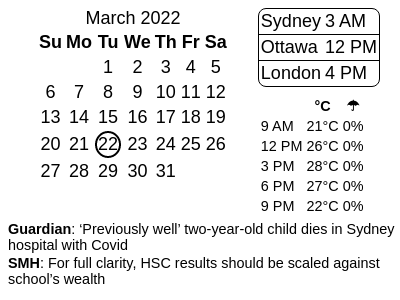 March 2022
Su Mo Tu We Th Fr Sa
1 2 3 4 5
6 7 8 9 10 11 12
13 14 15 16 17 18 19
20 21 22 23 24 25 26
27 28 29 30 31
Sydney 3 AM
Ottawa 12 PM
London 4 PM
°C ☂
9 AM 21°C 0%
12 PM 26°C 0%
3 PM 28°C 0%
6 PM 27°C 0%
9 PM 22°C 0%
Guardian: ‘Previously well’ two-year-old child dies in Sydney
hospital with Covid
SMH: For full clarity, HSC results should be scaled against
school’s wealth